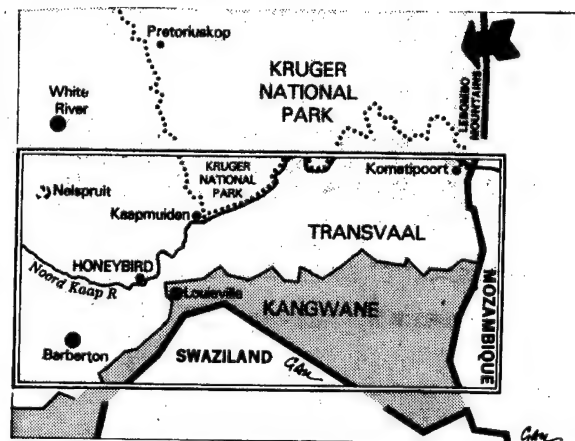 Pretoriuskop
White
River
KRUGER
NATIONAL
PARK
LEBOMBO
MOUNTAINS
Nelspruit
KRUGER
NATIONAL
PARK
Komatipoort
Kaapmuiden
TRANSVAAL
HONEYBIRD
Noord Kaap R
Louieville
KANGWANE
MOZAMBIQUE
Barberton
SWAZILAND